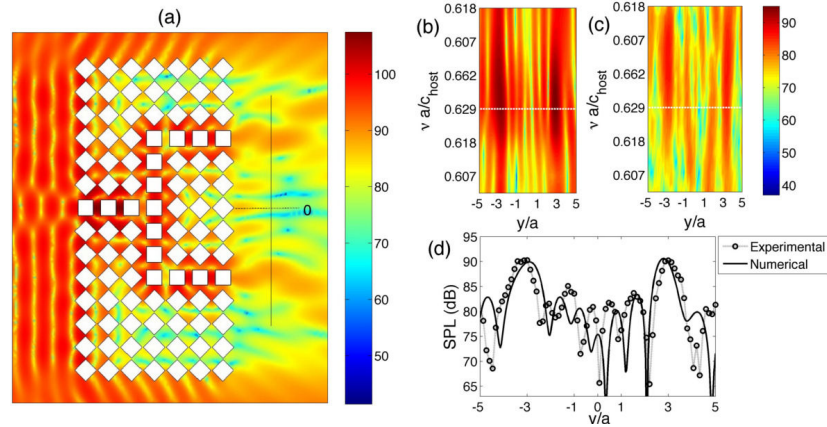 (a)
100
90
80
70
60
50
0
(b)
0.618
0.607
0.662
0.629
0.618
0.607
ν a/c_host
-5 -3 -1 1 3 5
y/a
(c)
0.618
0.607
0.662
0.629
0.618
0.607
ν a/c_host
-5 -3 -1 1 3 5
y/a
90
80
70
60
50
40
(d)
Experimental
Numerical
90
85
80
75
70
65
SPL (dB)
-5 -3 -1 0 1 3 5
y/a